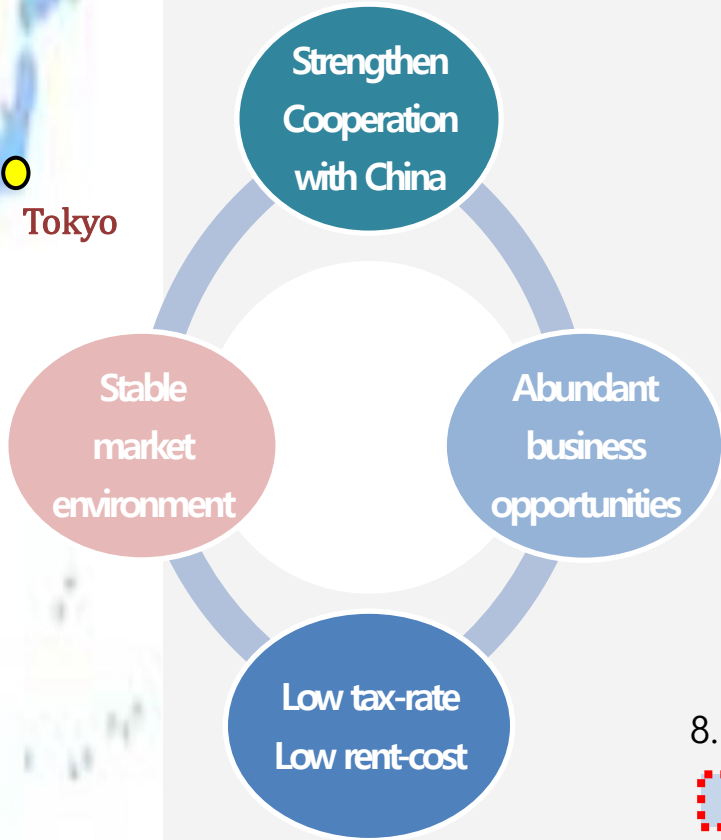 Strengthen
Cooperation
with China
Tokyo
Stable
market
environment
Abundant
business
opportunities
Low tax-rate
Low rent-cost
8.